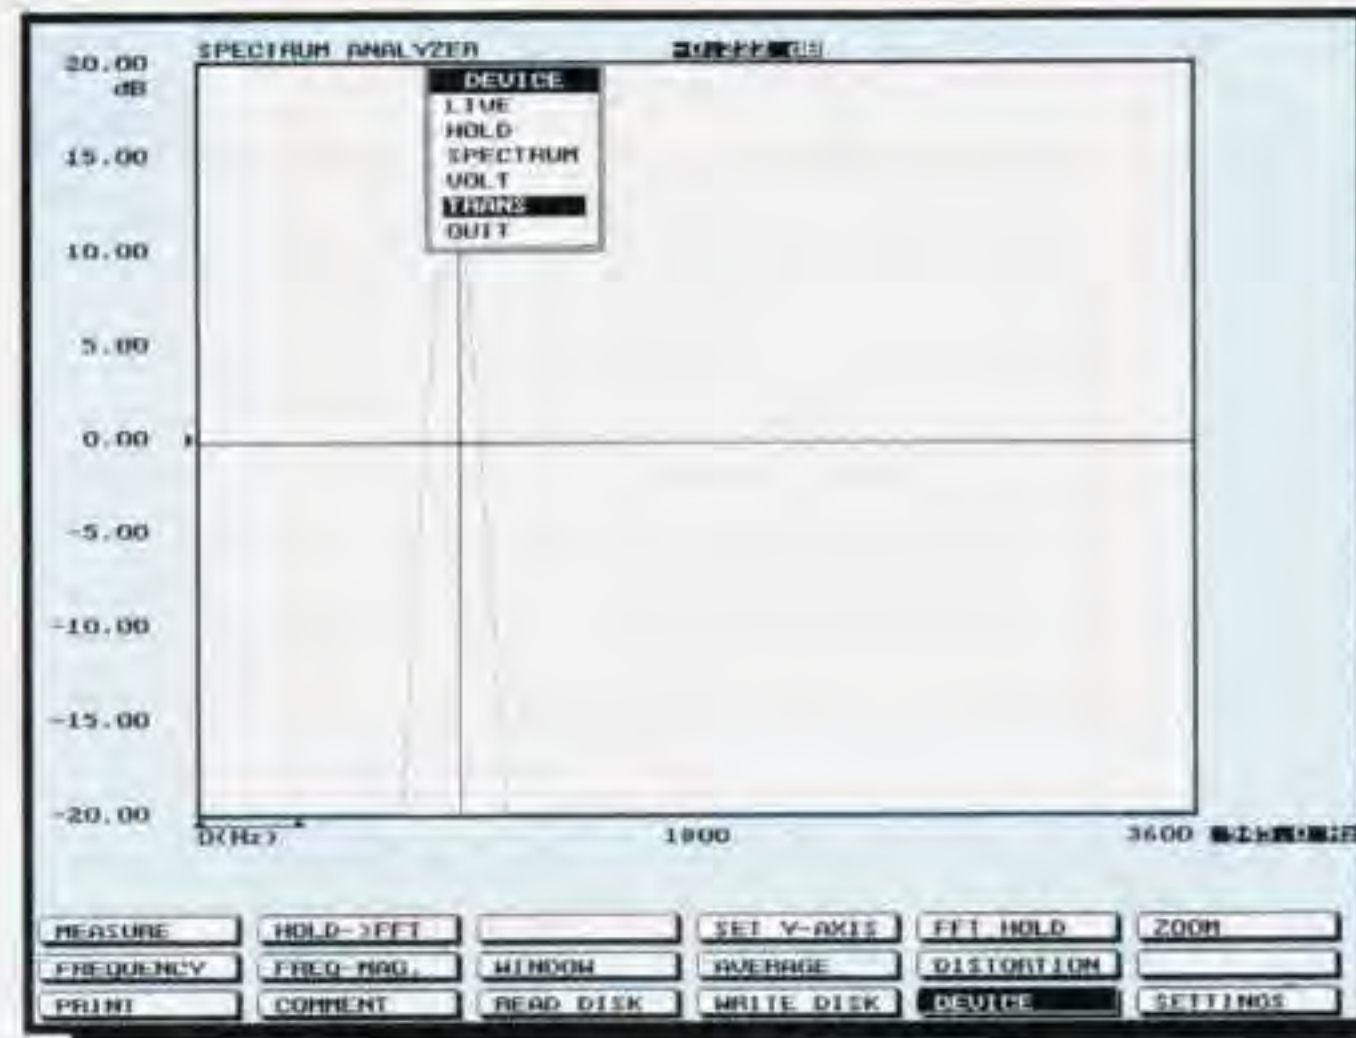 SPECTRUM ANALYZER
20.00
dB
DEVICE
LIVE
HOLD
SPECTRUM
VOLT
TRANS
QUIT
15.00
10.00
5.00
0.00
-5.00
-10.00
-15.00
-20.00
D(Hz)
1800
3600
MEASURE
HOLD->FFT
SET V-AXIS
FFT HOLD
ZOOM
FREQUENCY
FREQ-MAG.
WINDOW
AVERAGE
DISTORTION
PRINT
COMMENT
READ DISK
WRITE DISK
DEVICE
SETTINGS